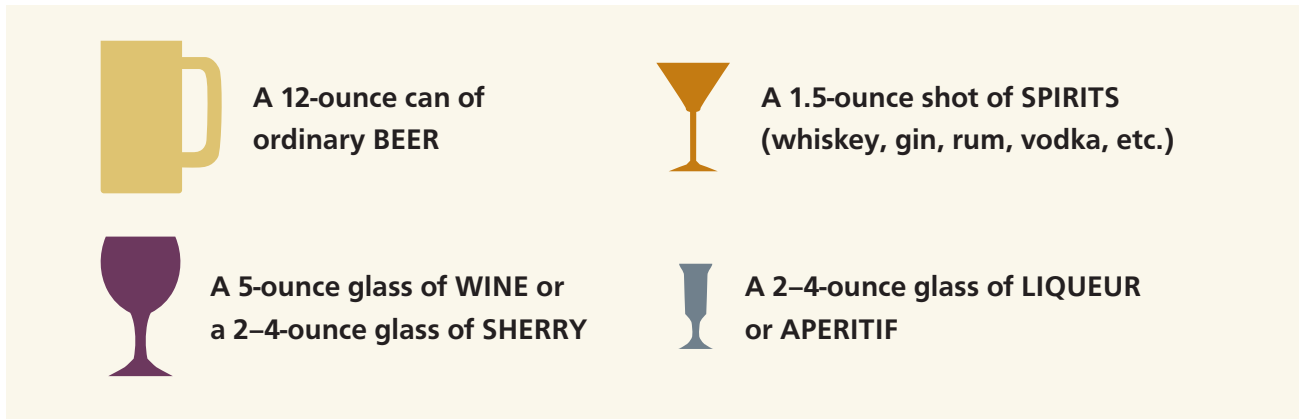 A 12-ounce can of
ordinary BEER
A 1.5-ounce shot of SPIRITS
(whiskey, gin, rum, vodka, etc.)
A 5-ounce glass of WINE or
a 2–4-ounce glass of SHERRY
A 2–4-ounce glass of LIQUEUR
or APERITIF